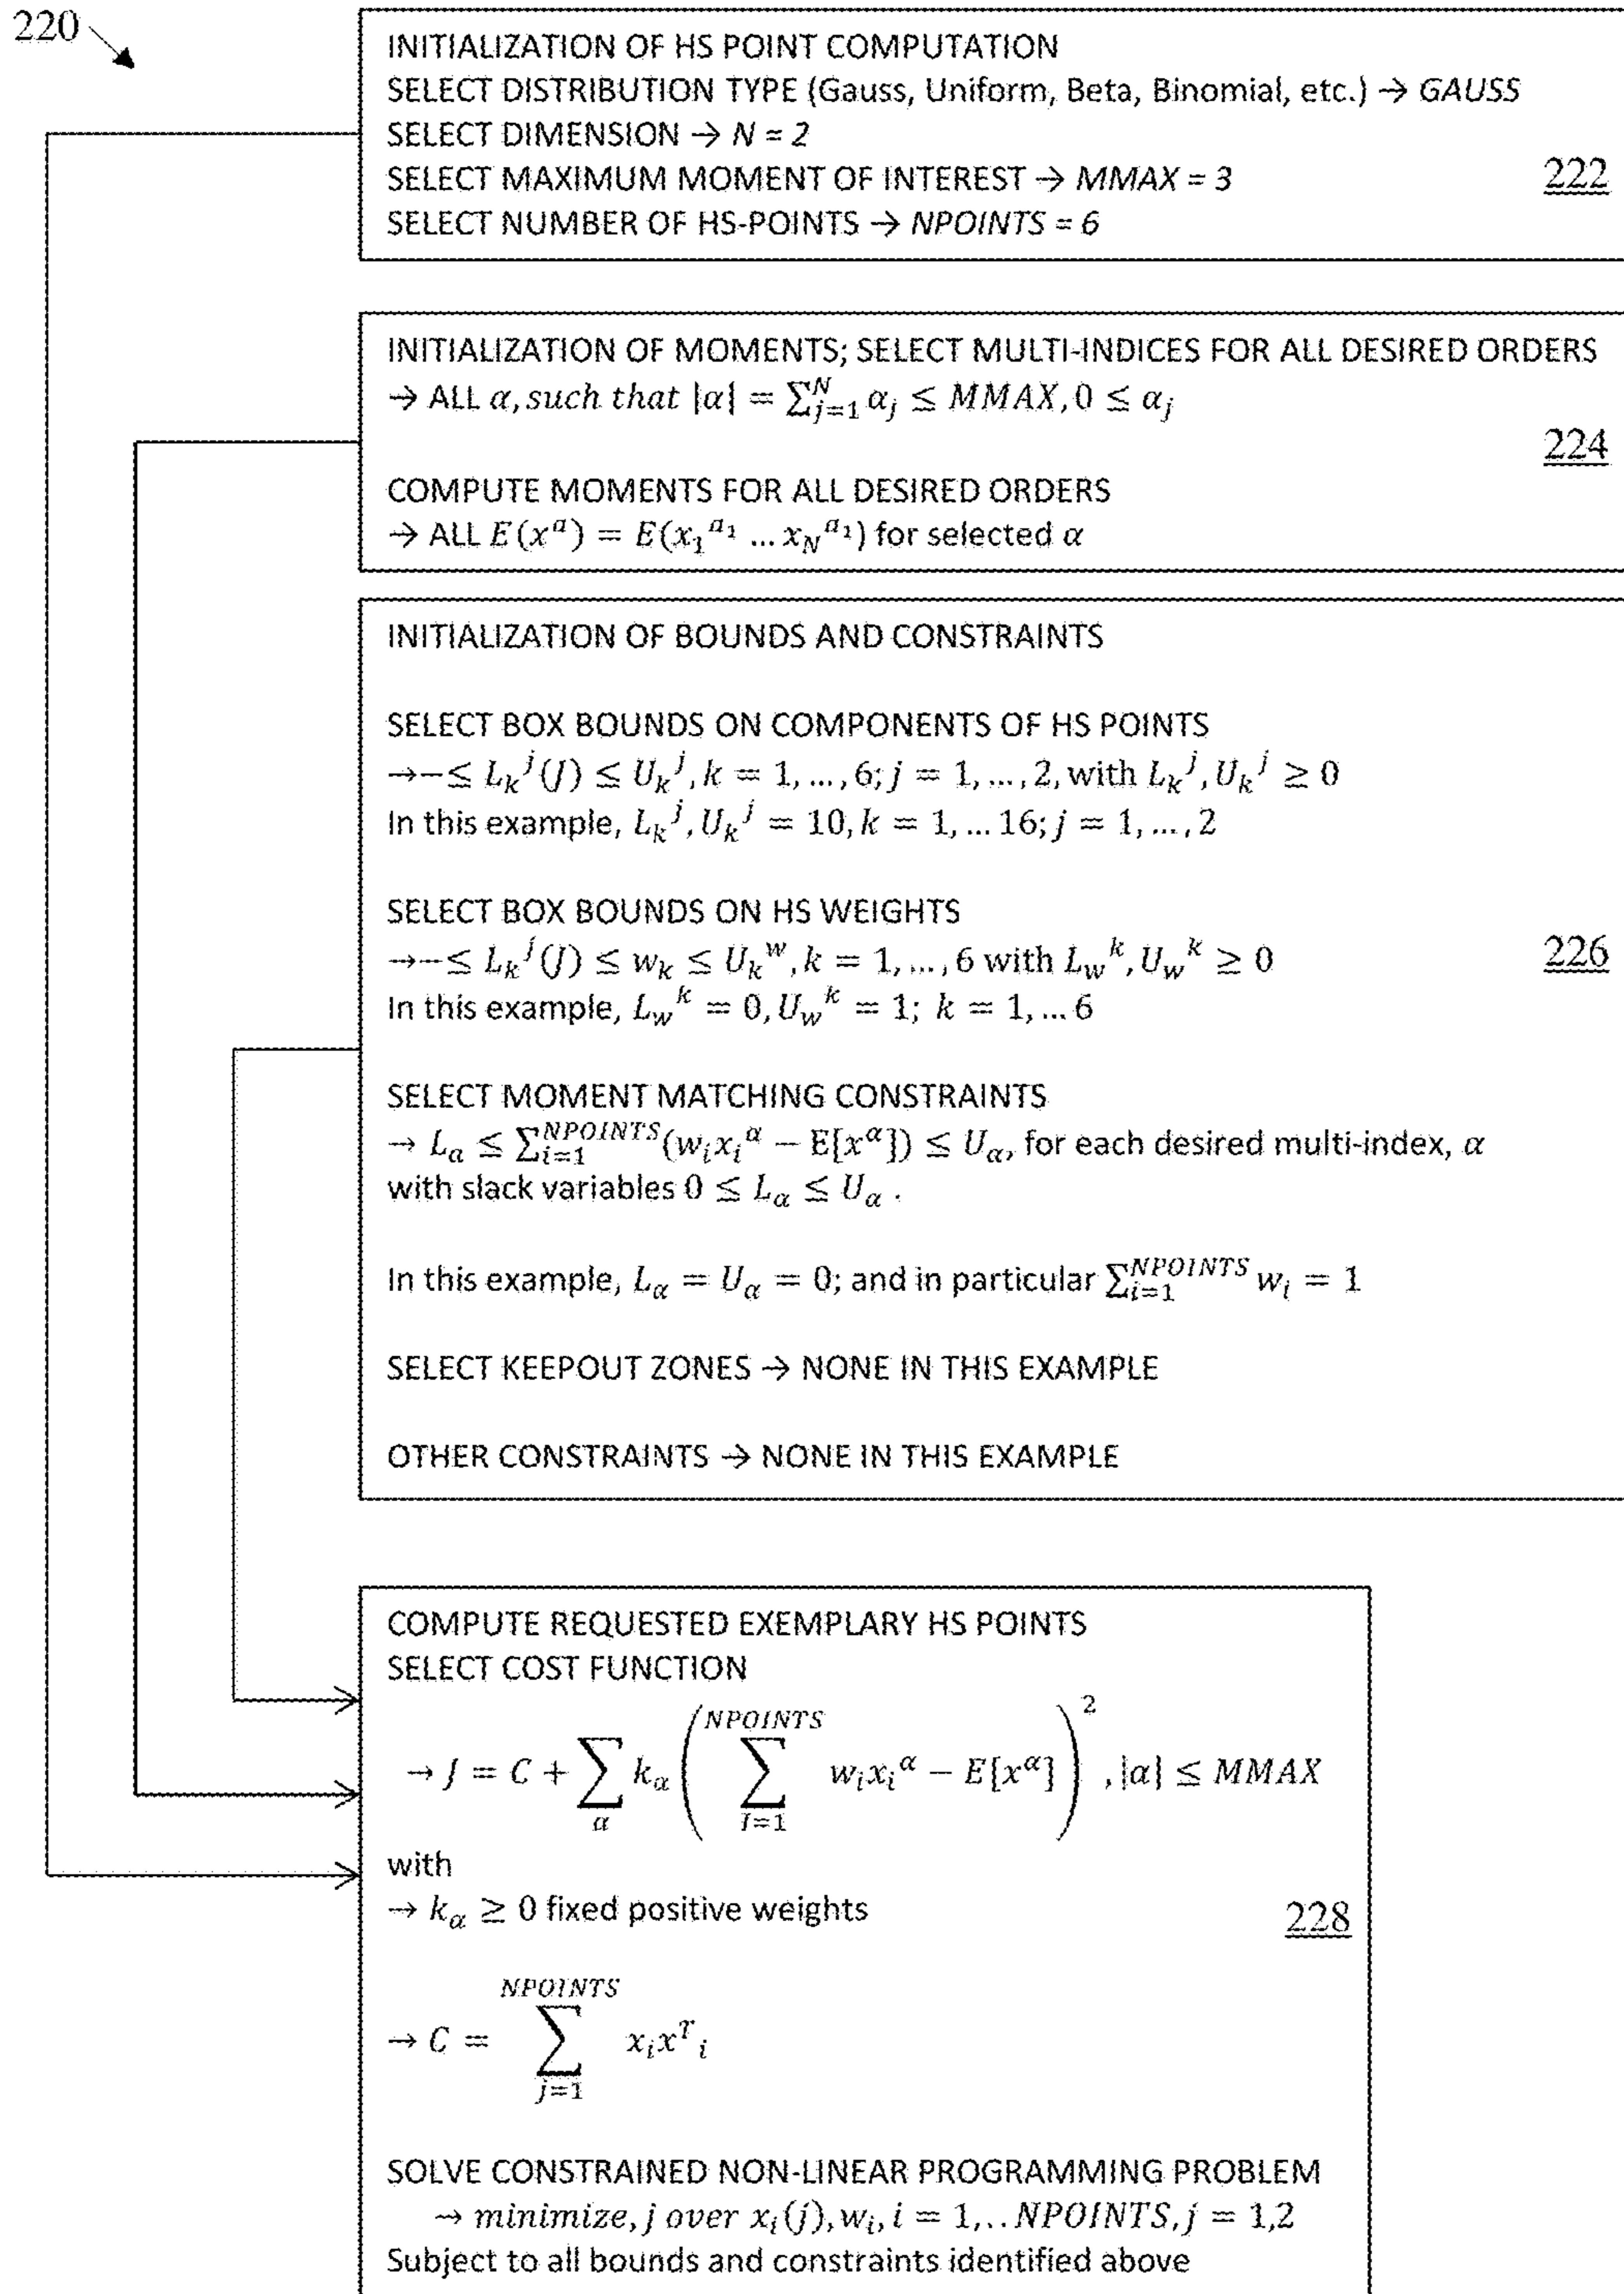 220
INITIALIZATION OF HS POINT COMPUTATION
SELECT DISTRIBUTION TYPE (Gauss, Uniform, Beta, Binomial, etc.) → GAUSS
SELECT DIMENSION → N = 2
SELECT MAXIMUM MOMENT OF INTEREST → MMAX = 3
SELECT NUMBER OF HS-POINTS → NPOINTS = 6
222
INITIALIZATION OF MOMENTS; SELECT MULTI-INDICES FOR ALL DESIRED ORDERS
→ ALL α, such that |α| = ∑_{j=1}^{N} α_j ≤ MMAX, 0 ≤ α_j
224
COMPUTE MOMENTS FOR ALL DESIRED ORDERS
→ ALL E(x^a) = E(x_1^{a_1} ... x_N^{a_1}) for selected α
INITIALIZATION OF BOUNDS AND CONSTRAINTS
SELECT BOX BOUNDS ON COMPONENTS OF HS POINTS
→−≤ L_k^j(J) ≤ U_k^j, k = 1, ..., 6; j = 1, ..., 2, with L_k^j, U_k^j ≥ 0
In this example, L_k^j, U_k^j = 10, k = 1, ... 16; j = 1, ..., 2
SELECT BOX BOUNDS ON HS WEIGHTS
→−≤ L_k^j(J) ≤ w_k ≤ U_k^w, k = 1, ..., 6 with L_w^k, U_w^k ≥ 0
226
In this example, L_w^k = 0, U_w^k = 1; k = 1, ... 6
SELECT MOMENT MATCHING CONSTRAINTS
→ L_a ≤ ∑_{i=1}^{NPOINTS}(w_i x_i^α − E[x^α]) ≤ U_α, for each desired multi-index, α
with slack variables 0 ≤ L_α ≤ U_α .
In this example, L_α = U_α = 0; and in particular ∑_{i=1}^{NPOINTS} w_i = 1
SELECT KEEPOUT ZONES → NONE IN THIS EXAMPLE
OTHER CONSTRAINTS → NONE IN THIS EXAMPLE
COMPUTE REQUESTED EXEMPLARY HS POINTS
SELECT COST FUNCTION
→ J = C + ∑_α k_α (∑_{i=1}^{NPOINTS} w_i x_i^α − E[x^α])^2, |α| ≤ MMAX
with
→ k_α ≥ 0 fixed positive weights
228
→ C = ∑_{j=1}^{NPOINTS} x_i x^T_i
SOLVE CONSTRAINED NON-LINEAR PROGRAMMING PROBLEM
→ minimize, j over x_i(j), w_i, i = 1,.. NPOINTS, j = 1,2
Subject to all bounds and constraints identified above